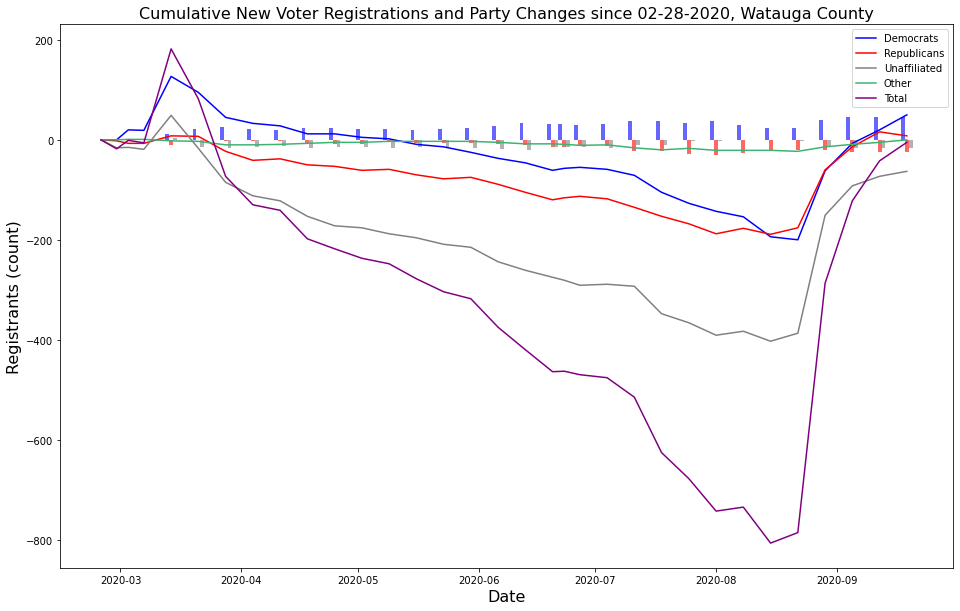 Cumulative New Voter Registrations and Party Changes since 02-28-2020, Watauga County
Democrats
Republicans
Unaffiliated
Other
Total
Registrants (count)
200
0
−200
−400
−600
−800
2020-03
2020-04
2020-05
2020-06
2020-07
2020-08
2020-09
Date